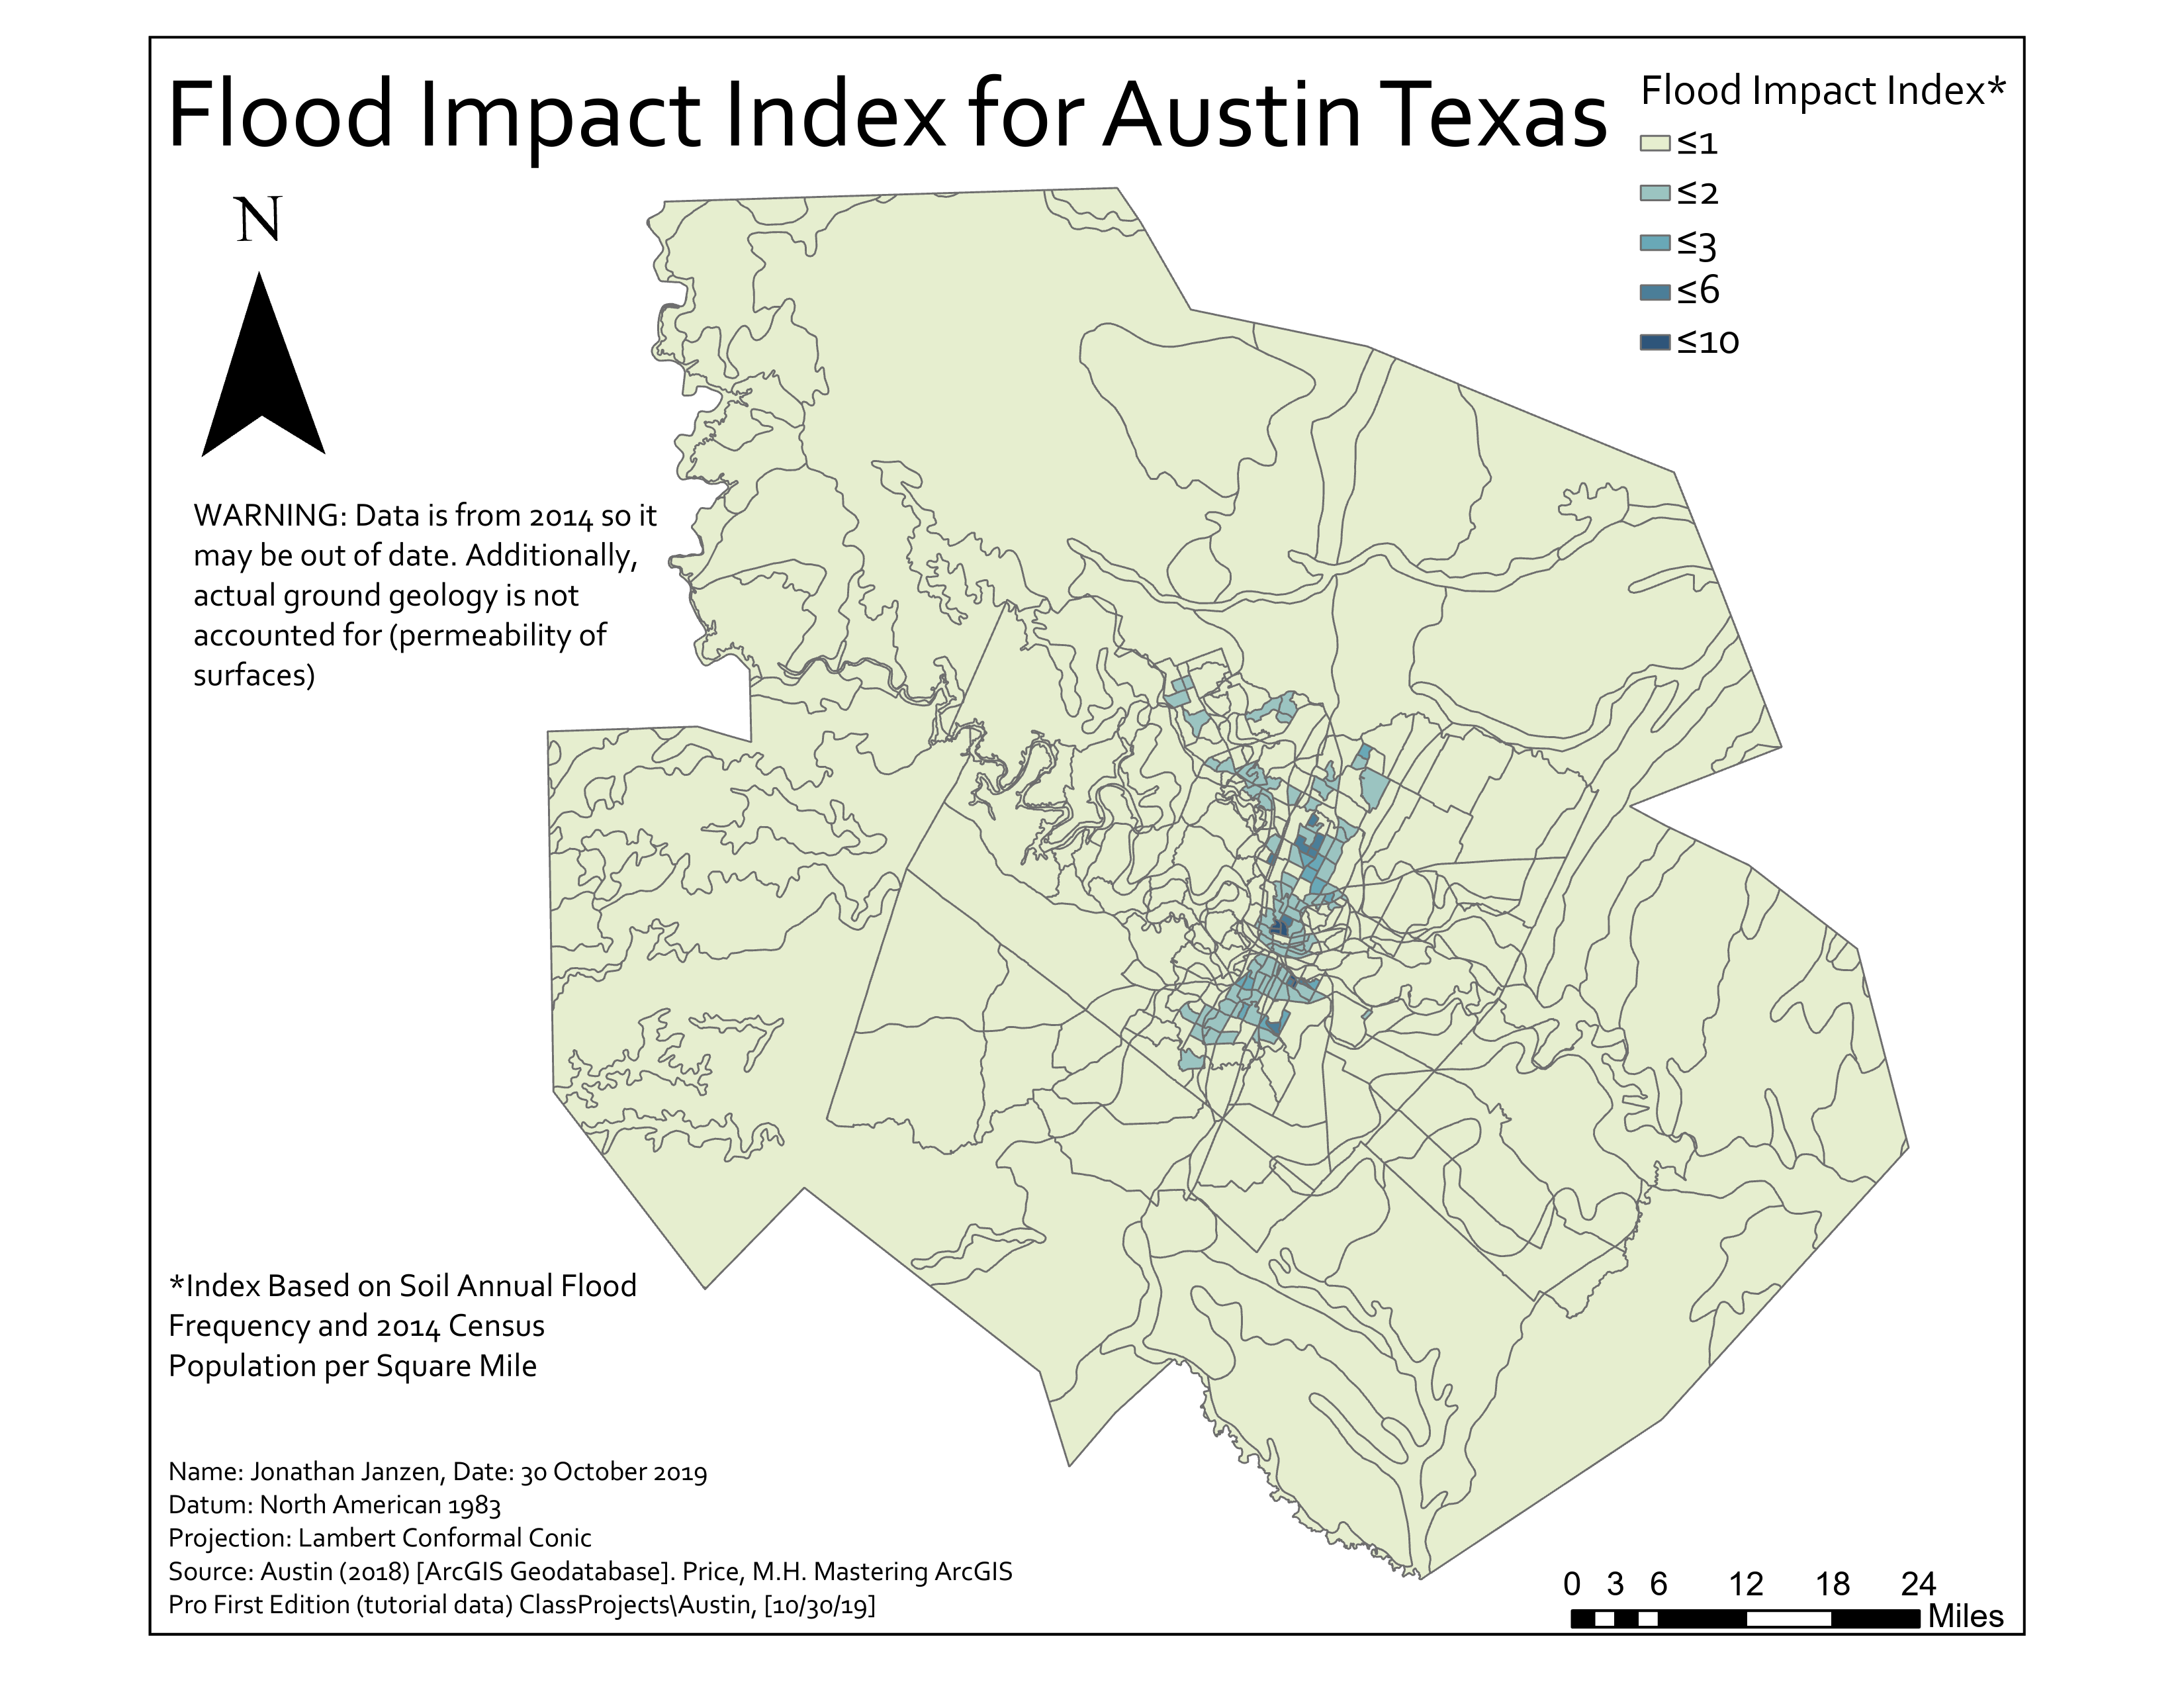 Flood Impact Index for Austin Texas
Flood Impact Index*
≤1
≤2
≤3
≤6
≤10
N
WARNING: Data is from 2014 so it
may be out of date. Additionally,
actual ground geology is not
accounted for (permeability of
surfaces)
*Index Based on Soil Annual Flood
Frequency and 2014 Census
Population per Square Mile
Name: Jonathan Janzen, Date: 30 October 2019
Datum: North American 1983
Projection: Lambert Conformal Conic
Source: Austin (2018) [ArcGIS Geodatabase]. Price, M.H. Mastering ArcGIS
Pro First Edition (tutorial data) ClassProjects\Austin, [10/30/19]
0 3 6 12 18 24
Miles